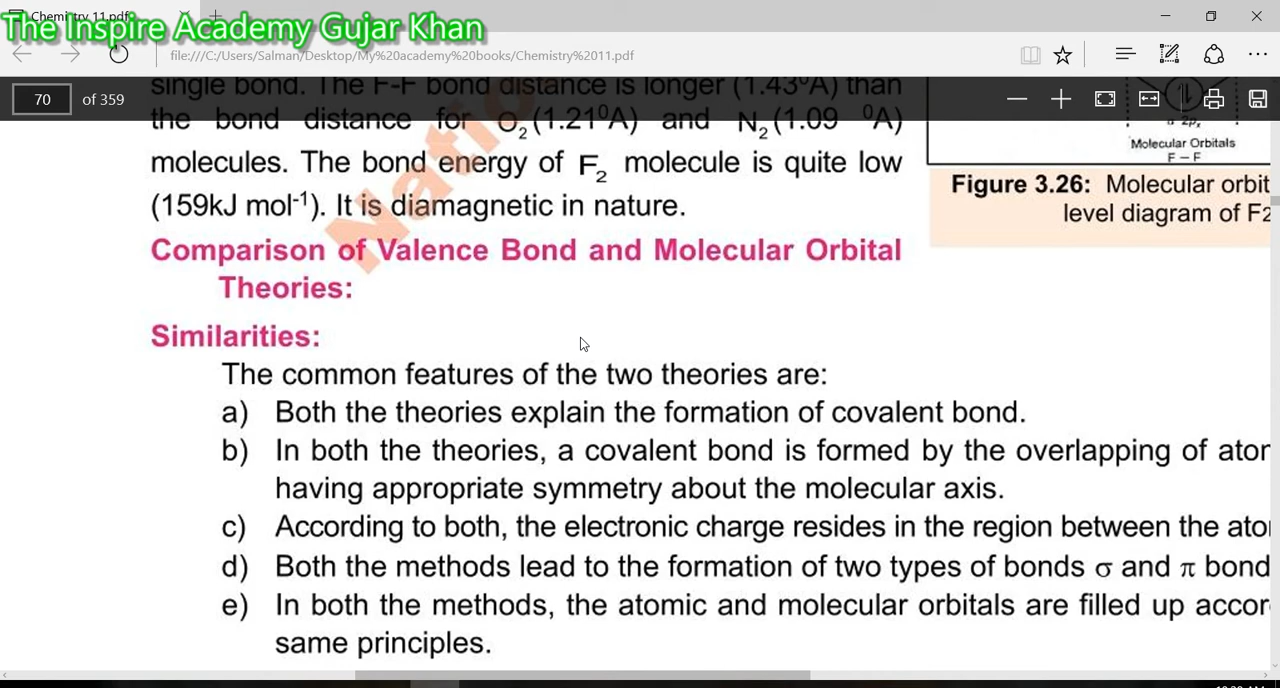 Chemistry 11.pdf
The Inspire Academy Gujar Khan
file:///C:/Users/Salman/Desktop/My%20academy%20books/Chemistry%2011.pdf
70 of 359
single bond. The F-F bond distance is longer (1.43⁰A) than
the bond distance for O₂(1.21⁰A) and N₂(1.09 ⁰A)
molecules. The bond energy of F₂ molecule is quite low
(159kJ mol⁻¹). It is diamagnetic in nature.
σ 2pₓ
Molecular Orbitals
F – F
Figure 3.26: Molecular orbit
level diagram of F2
Comparison of Valence Bond and Molecular Orbital
Theories:
Similarities:
The common features of the two theories are:
a) Both the theories explain the formation of covalent bond.
b) In both the theories, a covalent bond is formed by the overlapping of ator
having appropriate symmetry about the molecular axis.
c) According to both, the electronic charge resides in the region between the ato
d) Both the methods lead to the formation of two types of bonds σ and π bond
e) In both the methods, the atomic and molecular orbitals are filled up accor
same principles.